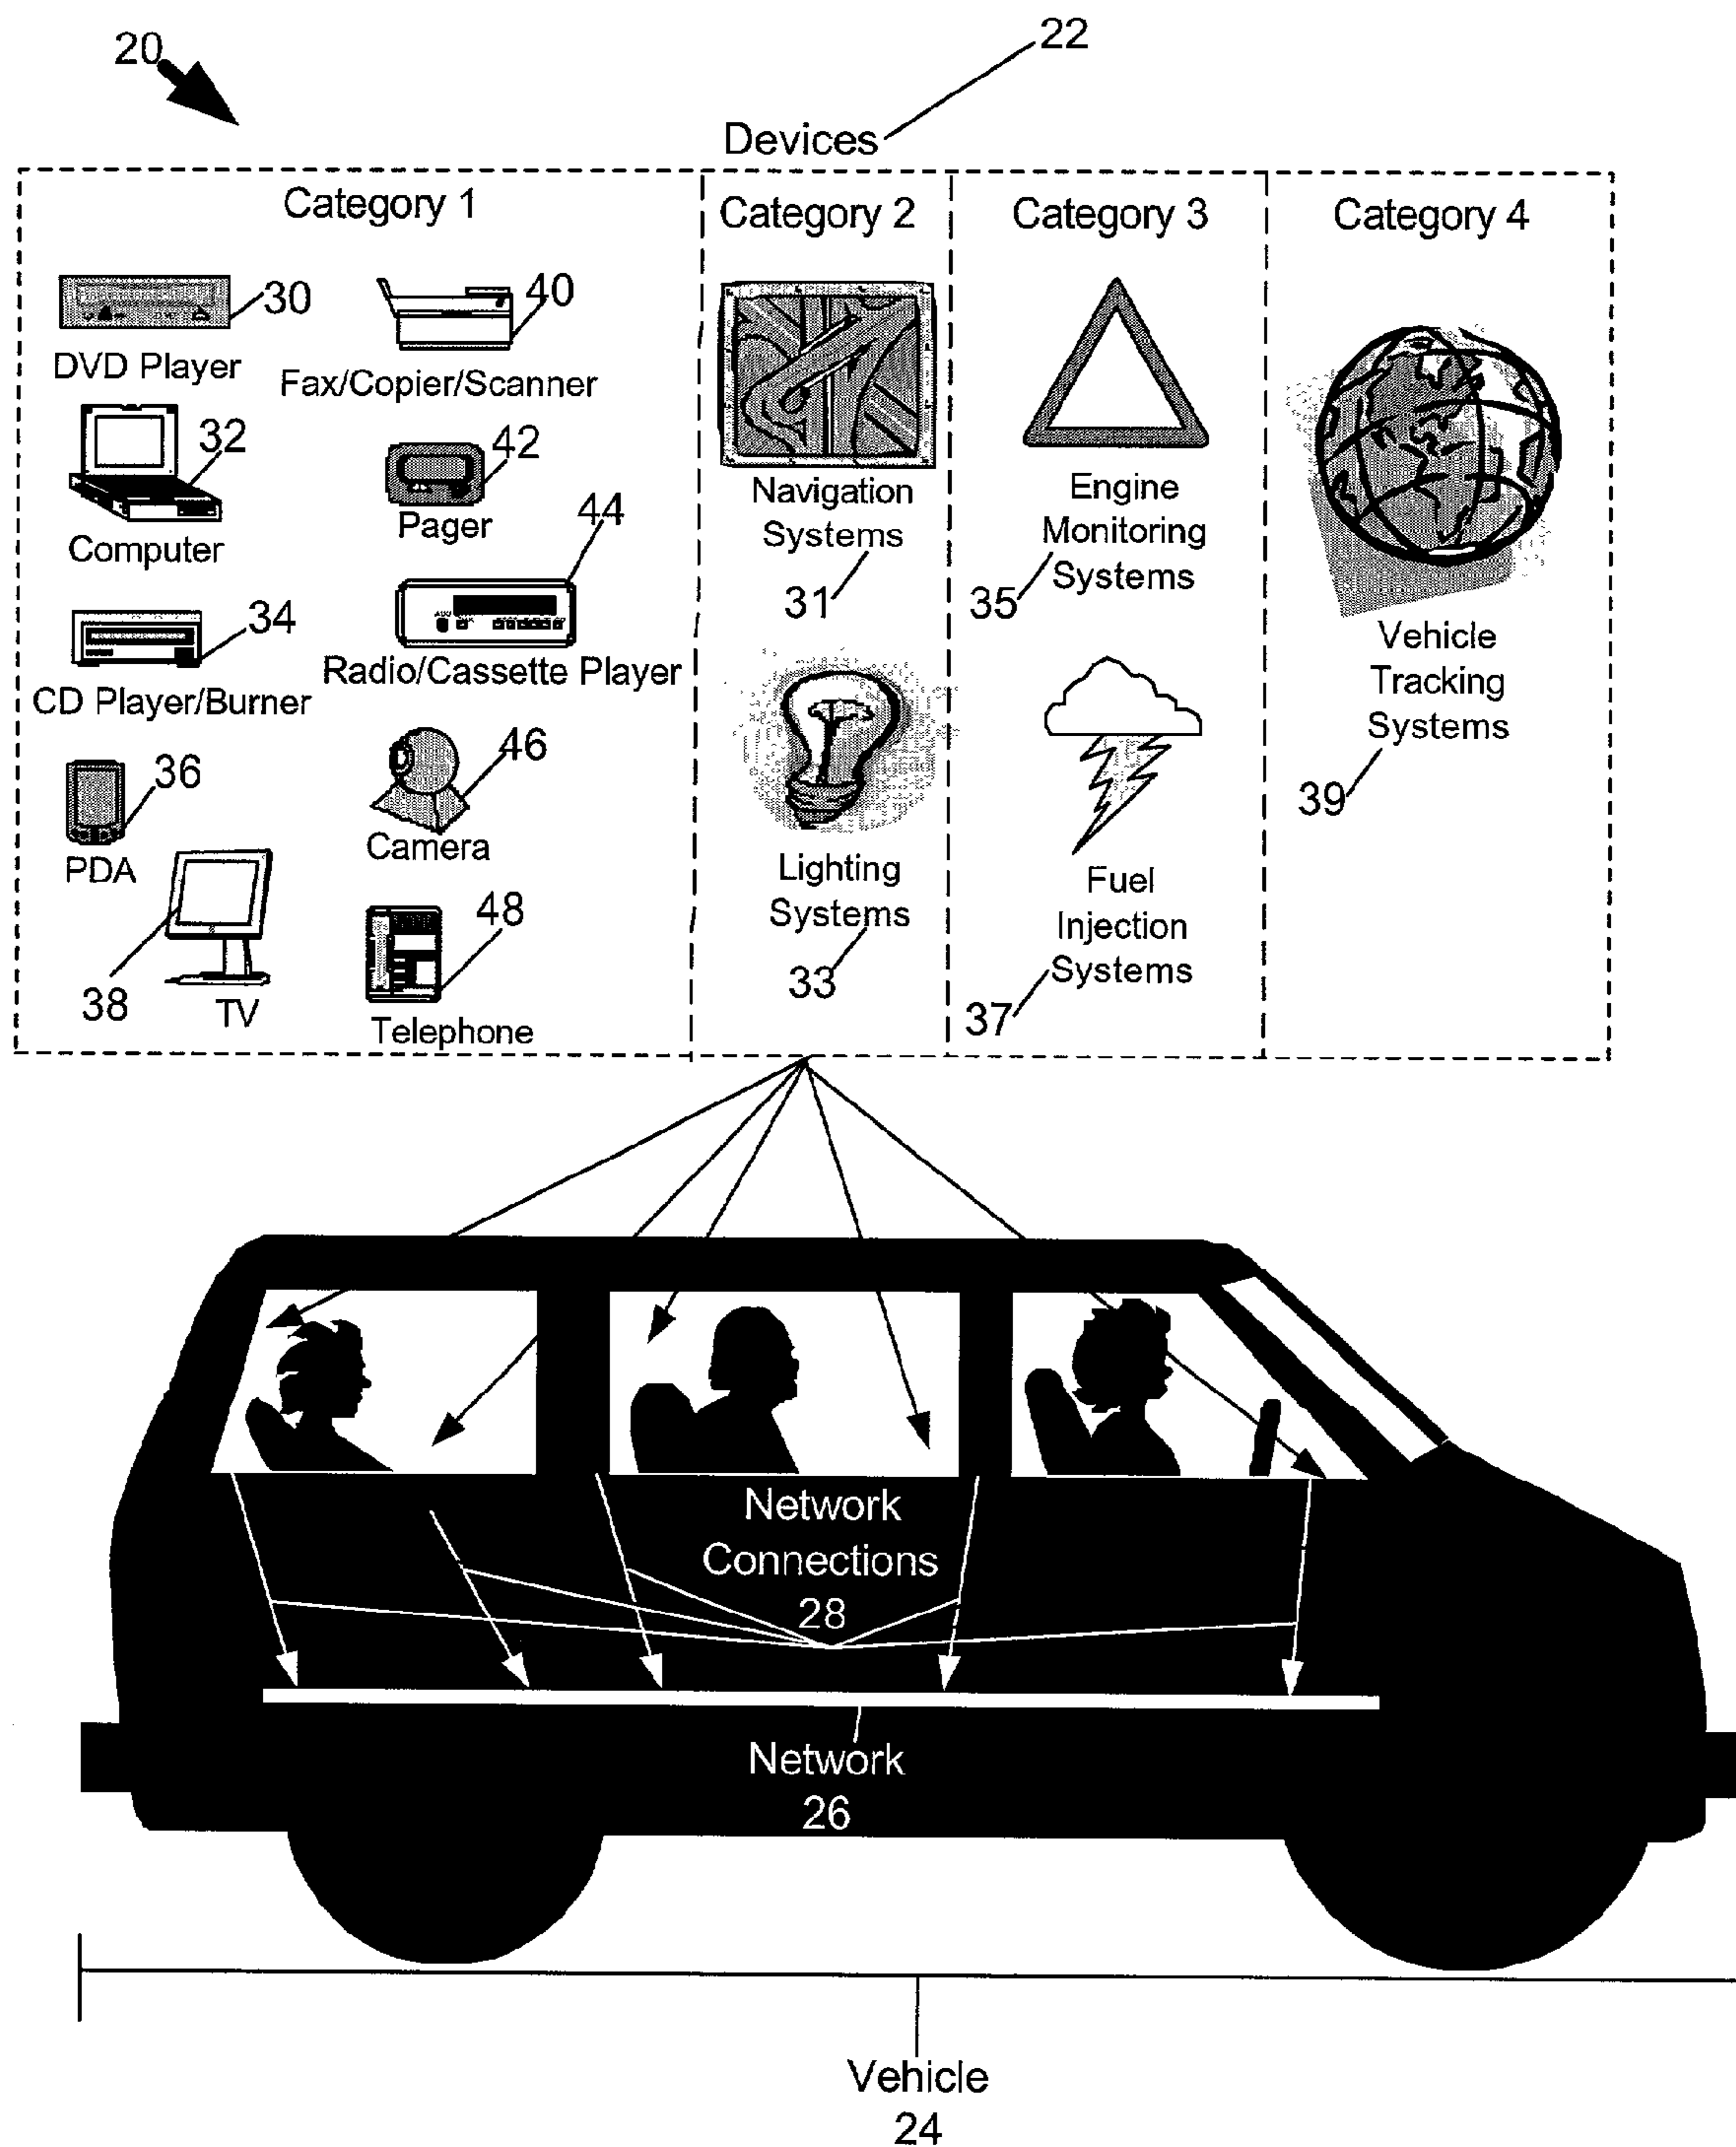 20
22
Devices
Category 1
Category 2
Category 3
Category 4
30
DVD Player
40
Fax/Copier/Scanner
32
Computer
42
Pager
34
CD Player/Burner
44
Radio/Cassette Player
36
PDA
46
Camera
38
TV
48
Telephone
Navigation
Systems
31
Lighting
Systems
33
Engine
Monitoring
Systems
35
Fuel
Injection
Systems
37
Vehicle
Tracking
Systems
39
Network
Connections
28
Network
26
Vehicle
24